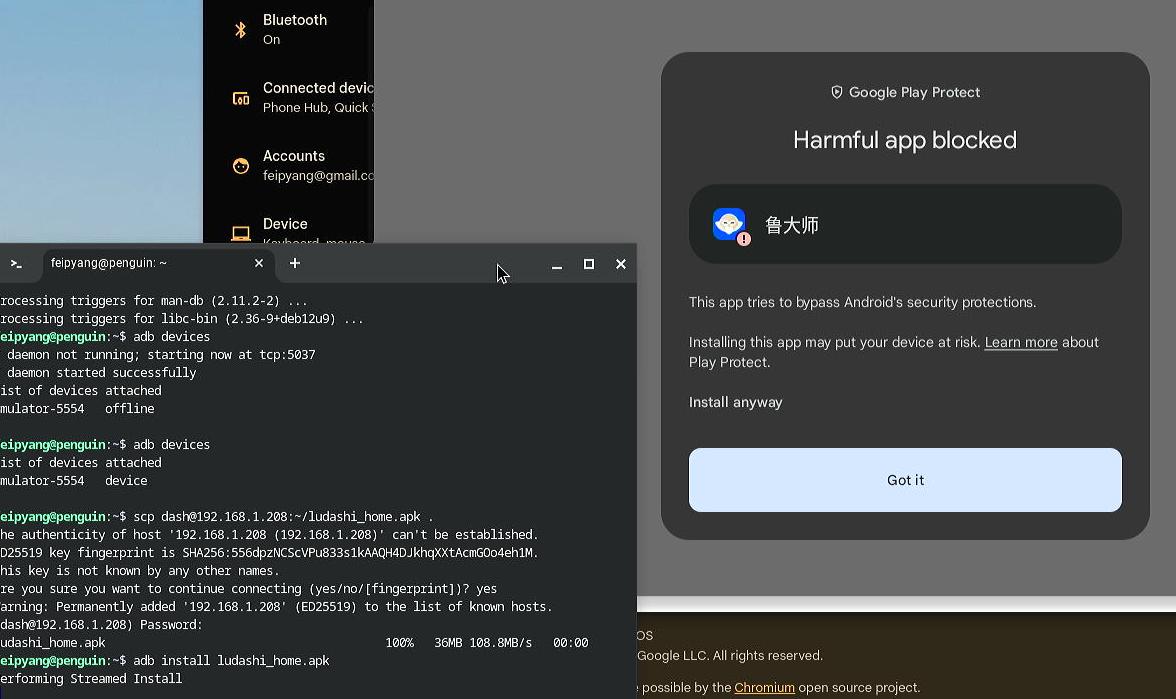 Bluetooth
On
Connected devic
Phone Hub, Quick S
Accounts
feipyang@gmail.co
Device
Keyboard, mouse
Google Play Protect
Harmful app blocked
鲁大师
This app tries to bypass Android's security protections.
Installing this app may put your device at risk. Learn more about
Play Protect.
Install anyway
Got it
feipyang@penguin: ~
rocessing triggers for man-db (2.11.2-2) ...
rocessing triggers for libc-bin (2.36-9+deb12u9) ...
eipyang@penguin:~$ adb devices
daemon not running; starting now at tcp:5037
daemon started successfully
ist of devices attached
mulator-5554 offline
eipyang@penguin:~$ adb devices
ist of devices attached
mulator-5554 device
eipyang@penguin:~$ scp dash@192.168.1.208:~/ludashi_home.apk .
he authenticity of host '192.168.1.208 (192.168.1.208)' can't be established.
D25519 key fingerprint is SHA256:556dpzNCScVPu833s1kAAQH4DJkhqXXtAcmGOo4eh1M.
his key is not known by any other names.
re you sure you want to continue connecting (yes/no/[fingerprint])? yes
arning: Permanently added '192.168.1.208' (ED25519) to the list of known hosts.
dash@192.168.1.208) Password:
udashi_home.apk 100% 36MB 108.8MB/s 00:00
eipyang@penguin:~$ adb install ludashi_home.apk
erforming Streamed Install
OS
Google LLC. All rights reserved.
possible by the Chromium open source project.